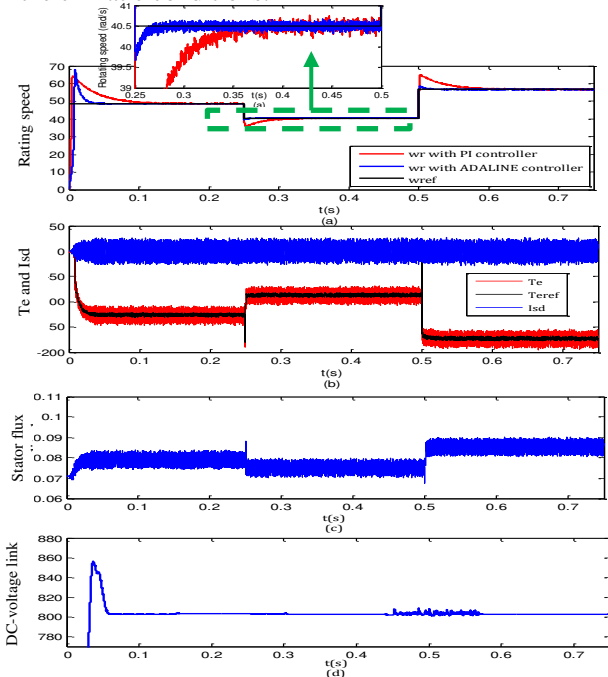 41
40.5
40
39.5
39
0.25
0.3
0.35
0.4
0.45
0.5
Rotating speed (rad/s)
t(s)
(a)
70
60
50
40
30
20
10
0
Rating speed
wr with PI controller
wr with ADALINE controller
wref
0 0.1 0.2 0.3 0.4 0.5 0.6 0.7
t(s)
(a)
50
0
50
00
50
-200
Te and Isd
Te
Teref
Isd
0 0.1 0.2 0.3 0.4 0.5 0.6 0.7
t(s)
(b)
0.11
0.1
0.09
0.08
0.07
0.06
Stator flux
0 0.1 0.2 0.3 0.4 0.5 0.6 0.7
t(s)
(c)
880
860
840
820
800
780
DC-voltage link
0 0.1 0.2 0.3 0.4 0.5 0.6 0.7
t(s)
(d)